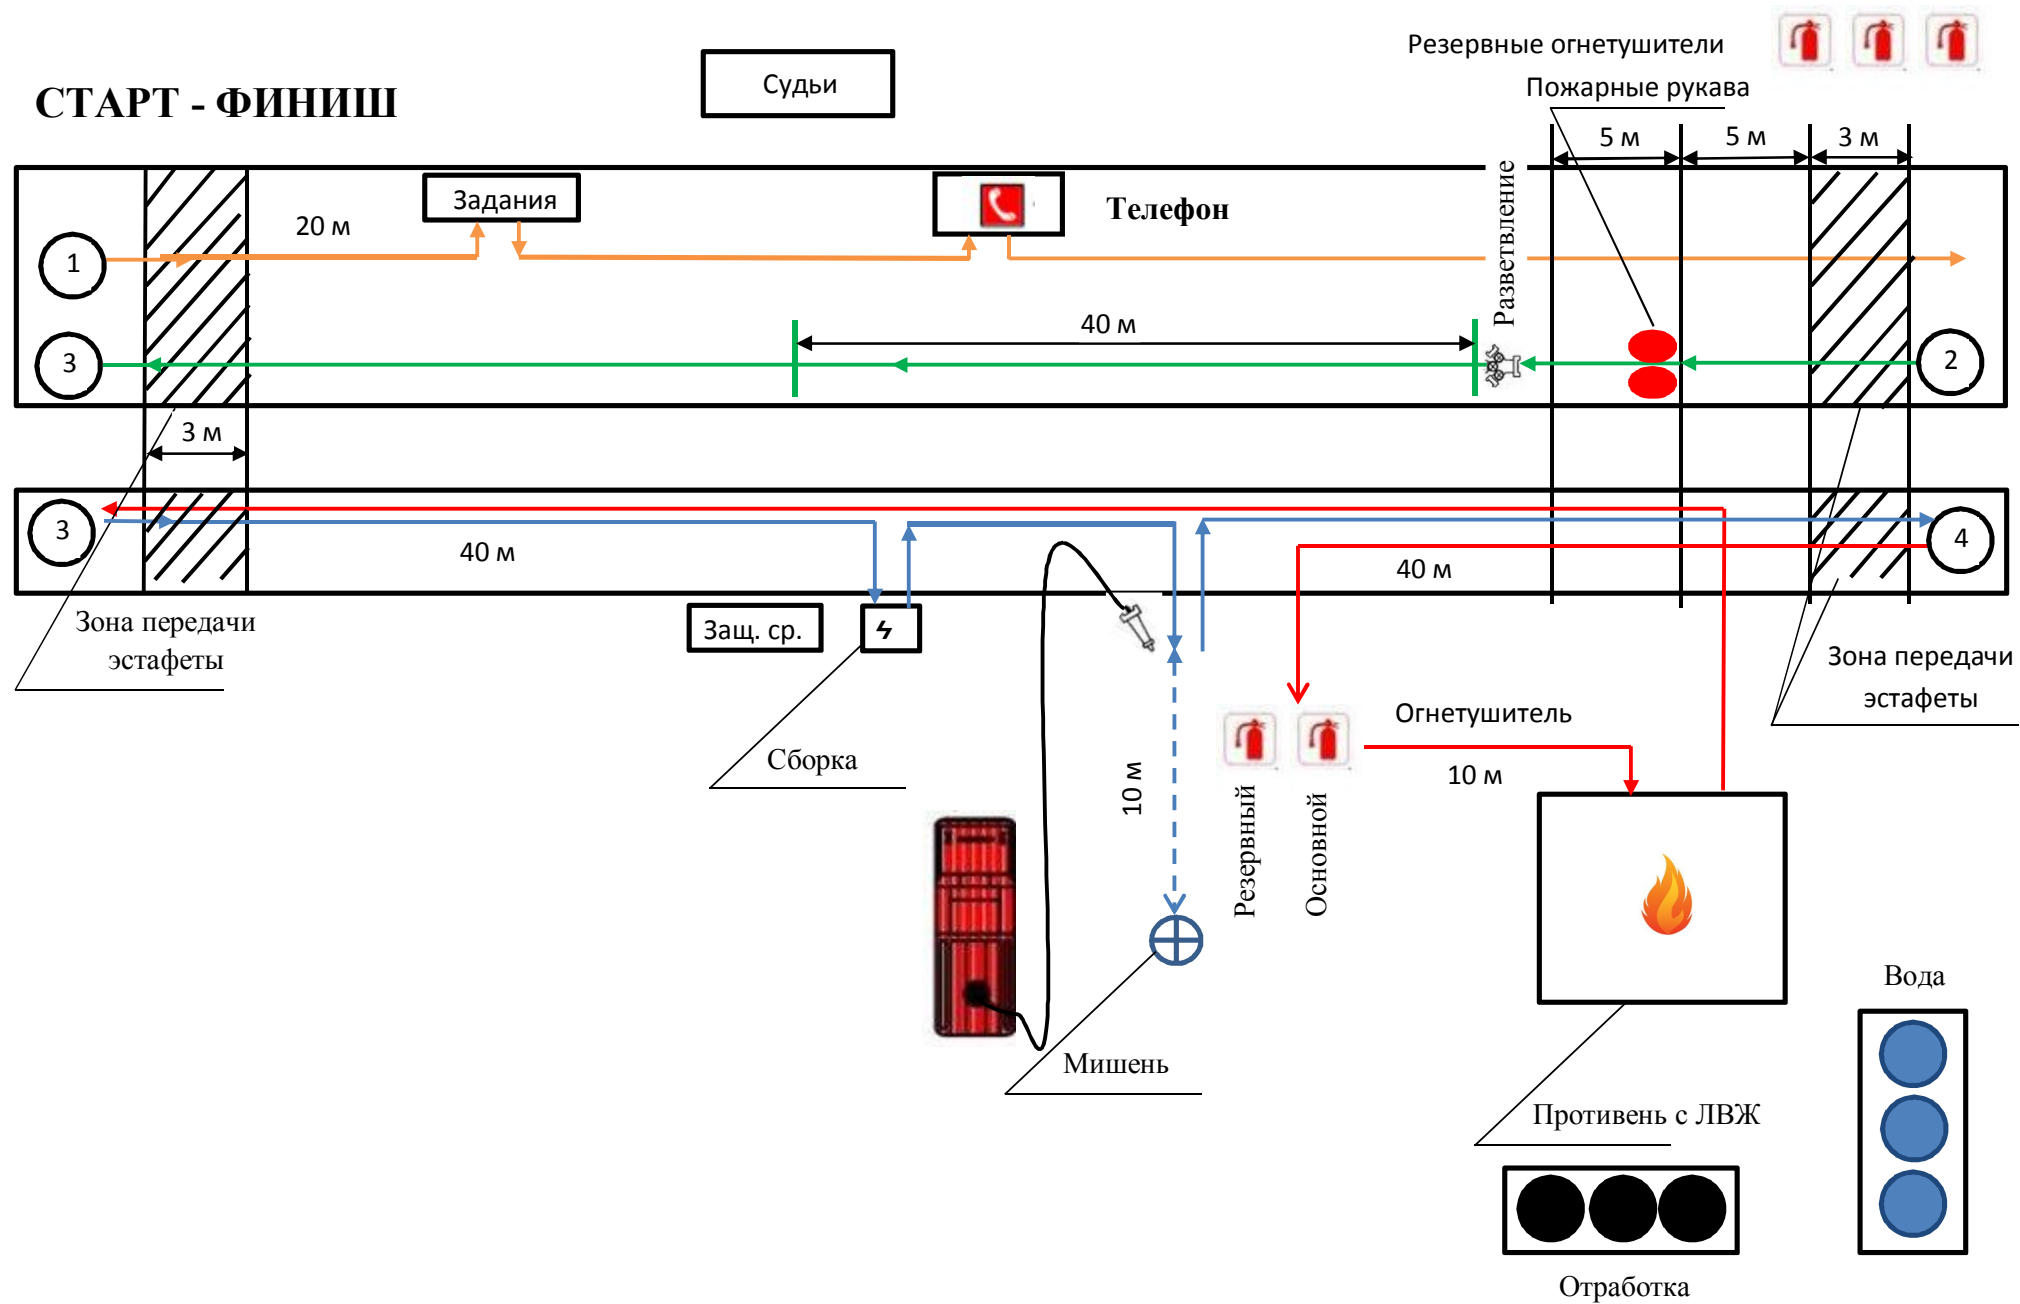 Резервные огнетушители
Судьи
Пожарные рукава
СТАРТ - ФИНИШ
5 м
5 м
3 м
Задания
Телефон
Разветвление
20 м
1
40 м
3
2
3 м
3
40 м
40 м
4
Зона передачи
эстафеты
Защ. ср.
Зона передачи
эстафеты
Огнетушитель
Сборка
10 м
10 м
Резервный
Основной
Вода
Мишень
Противень с ЛВЖ
Отработка